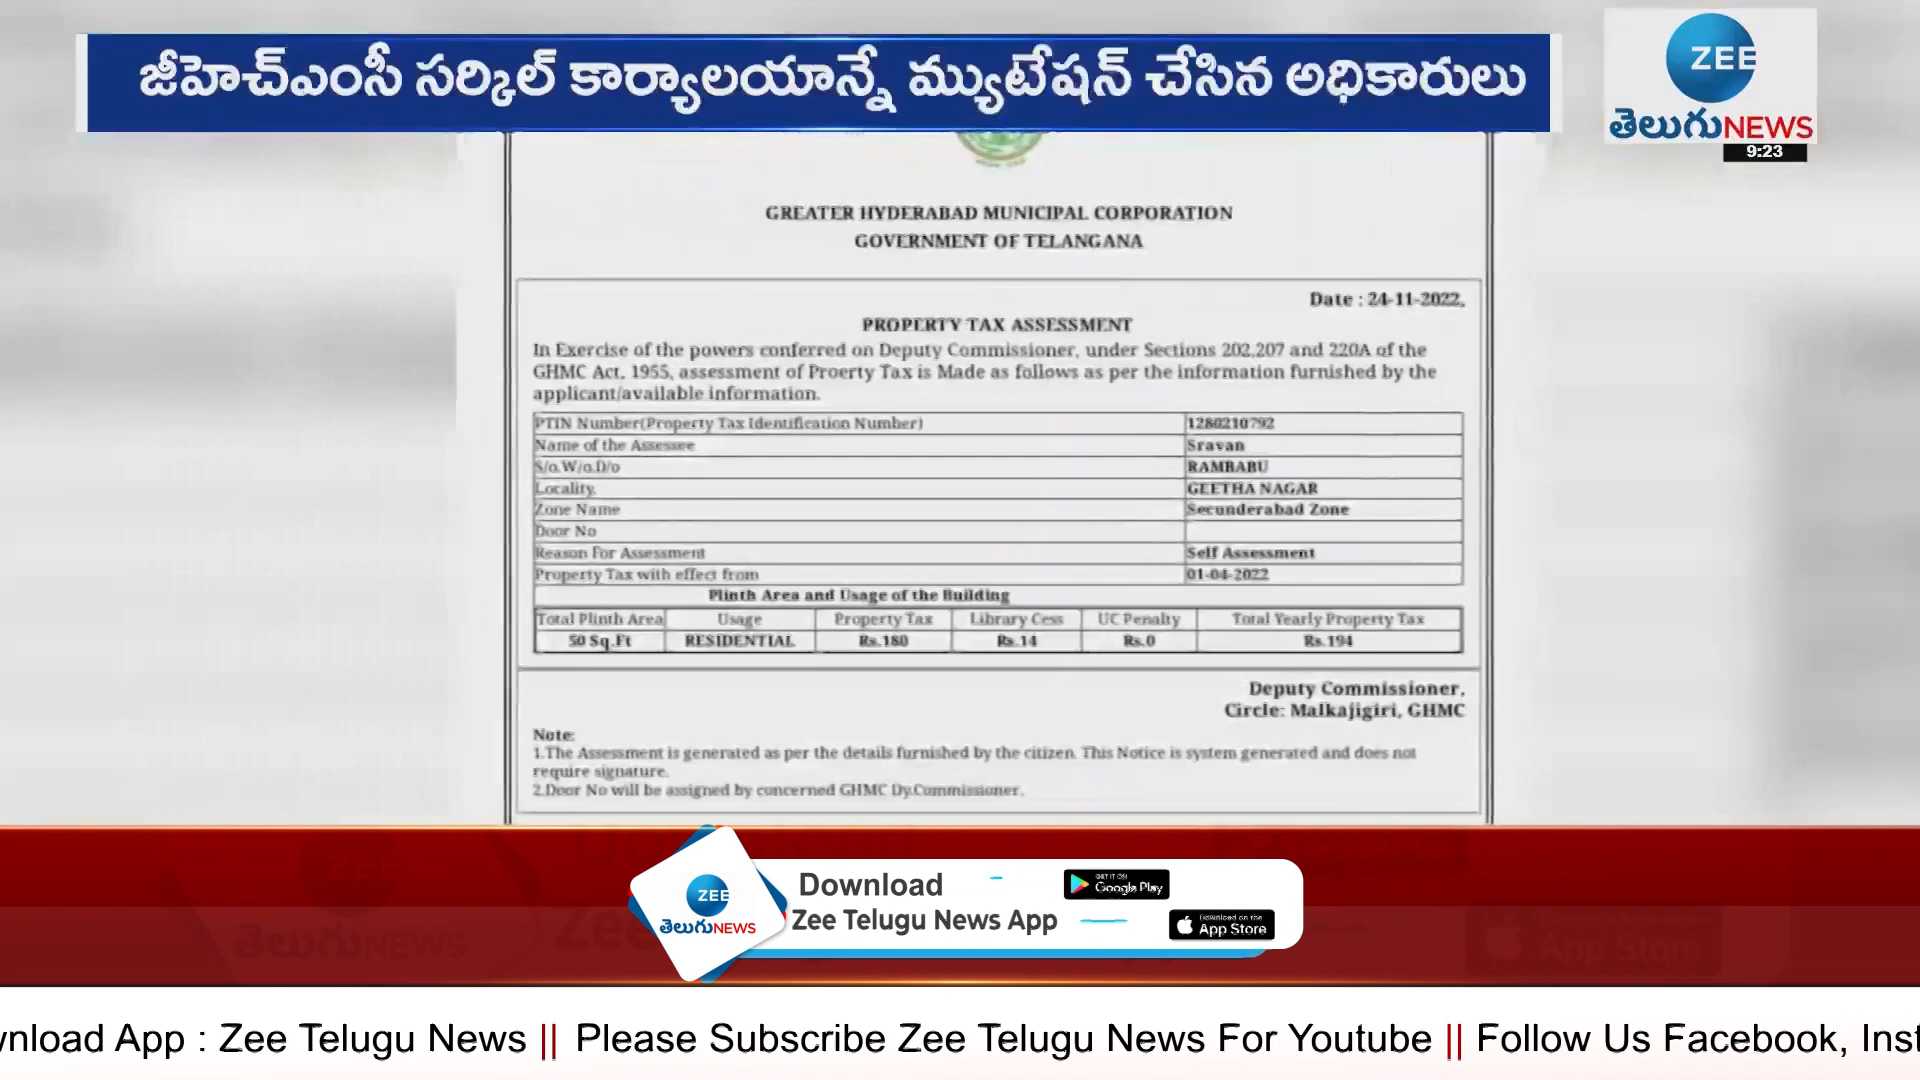 జీహెచ్ఎంసీ సర్కిల్ కార్యాలయాన్నే మ్యుటేషన్ చేసిన అధికారులు
ZEE
తెలుగు NEWS
9:23
GREATER HYDERABAD MUNICIPAL CORPORATION
GOVERNMENT OF TELANGANA
Date : 24-11-2022,
PROPERTY TAX ASSESSMENT
In Exercise of the powers conferred on Deputy Commissioner, under Sections 202,207 and 220A of the
GHMC Act, 1955, assessment of Proerty Tax is Made as follows as per the information furnished by the
applicant/available information.
PTIN Number(Property Tax Identification Number) 1280210792
Name of the Assessee Sravan
S/o.W/o.D/o RAMBABU
Locality. GEETHA NAGAR
Zone Name Secunderabad Zone
Door No
Reason For Assessment Self Assessment
Property Tax with effect from 01-04-2022
Plinth Area and Usage of the Building
Total Plinth Area Usage Property Tax Library Cess UC Penalty Total Yearly Property Tax
50 Sq.Ft RESIDENTIAL Rs.180 Rs.14 Rs.0 Rs.194
Deputy Commissioner,
Circle: Malkajigiri, GHMC
Note:
1.The Assessment is generated as per the details furnished by the citizen. This Notice is system generated and does not
require signature.
2.Door No will be assigned by concerned GHMC Dy.Commissioner.
ZEE
తెలుగు NEWS
Download
Zee Telugu News App
GET IT ON
Google Play
Download on the
App Store
wnload App : Zee Telugu News || Please Subscribe Zee Telugu News For Youtube || Follow Us Facebook, Inst